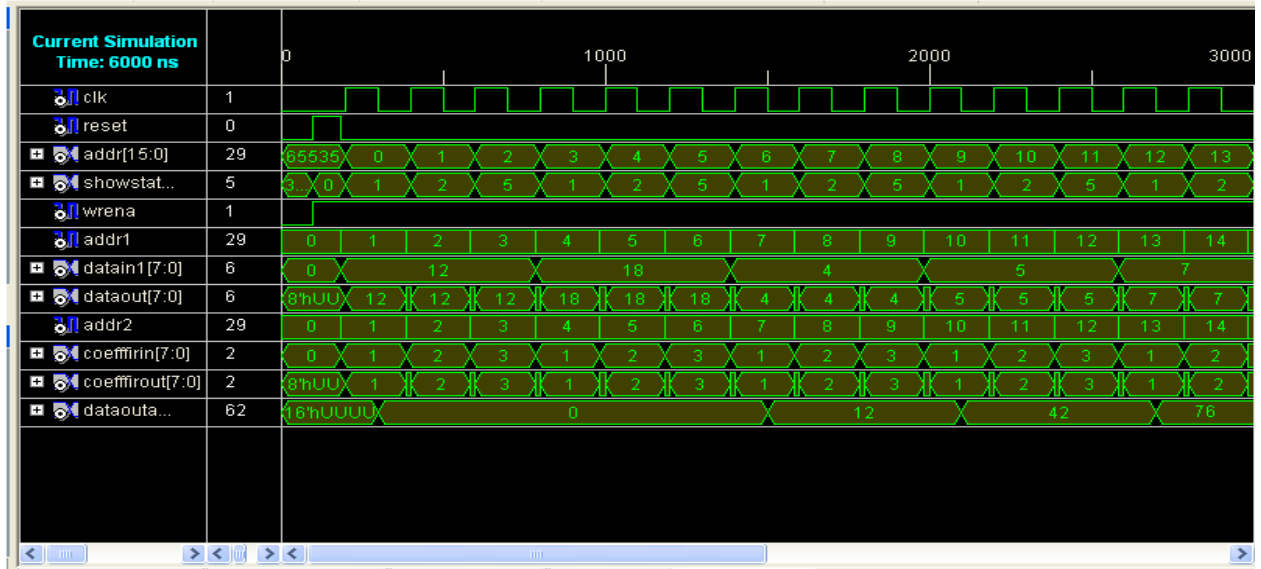 Current Simulation
Time: 6000 ns
0 1000 2000 3000
clk 1
reset 0
addr[15:0] 29 65535 0 1 2 3 4 5 6 7 8 9 10 11 12 13
showstat... 5 3... 0 1 2 5 1 2 5 1 2 5 1 2 5 1 2
wrena 1
addr1 29 0 1 2 3 4 5 6 7 8 9 10 11 12 13 14
datain1[7:0] 6 0 12 18 4 5 7
dataout[7:0] 6 8'hUU 12 12 12 18 18 18 4 4 4 5 5 5 7 7
addr2 29 0 1 2 3 4 5 6 7 8 9 10 11 12 13 14
coefffirin[7:0] 2 0 1 2 3 1 2 3 1 2 3 1 2 3 1 2
coefffirout[7:0] 2 8'hUU 1 2 3 1 2 3 1 2 3 1 2 3 1 2
dataouta... 62 16'hUUUU 0 12 42 76